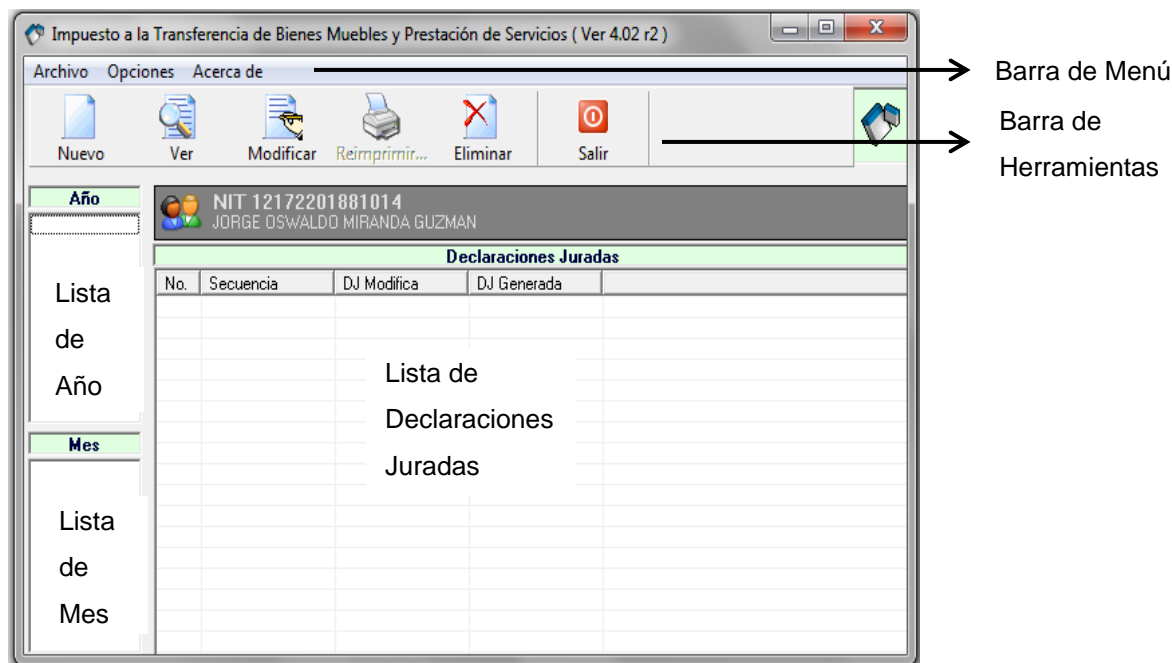 Impuesto a la Transferencia de Bienes Muebles y Prestación de Servicios ( Ver 4.02 r2 )
Archivo Opciones Acerca de
Barra de Menú
Nuevo Ver Modificar Reimprimir... Eliminar Salir
Barra de
Herramientas
Año
NIT 12172201881014
JORGE OSWALDO MIRANDA GUZMAN
Declaraciones Juradas
No. Secuencia DJ Modifica DJ Generada
Lista
de
Año
Lista de
Declaraciones
Juradas
Mes
Lista
de
Mes